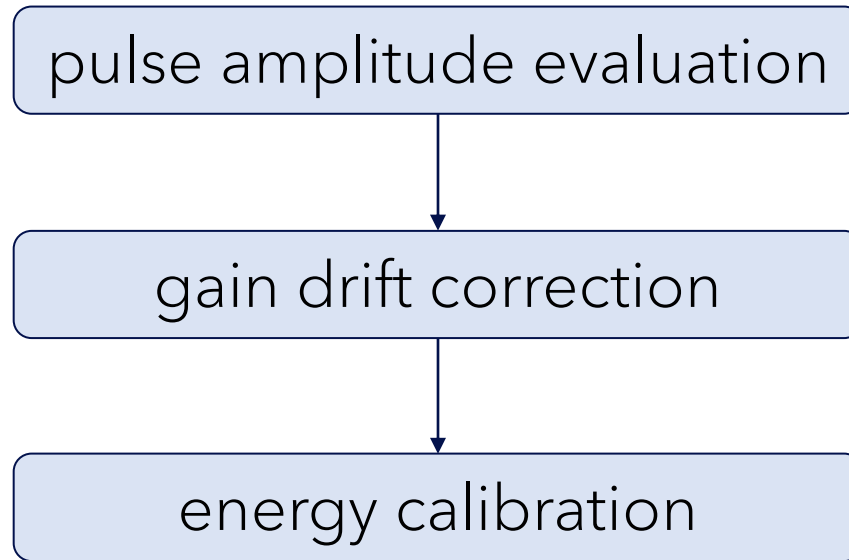 pulse amplitude evaluation
gain drift correction
energy calibration